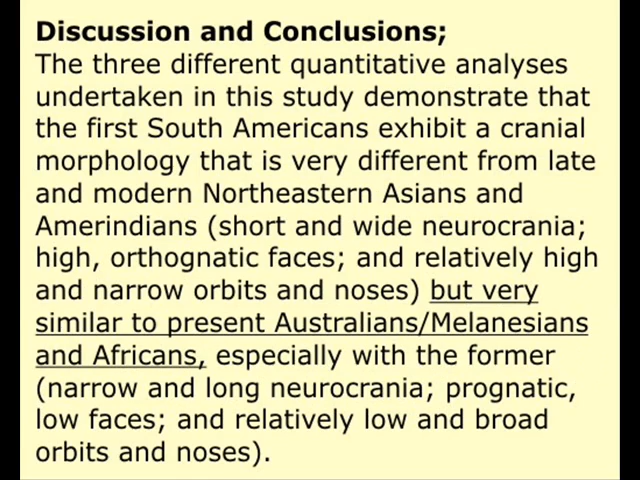 Discussion and Conclusions;
The three different quantitative analyses
undertaken in this study demonstrate that
the first South Americans exhibit a cranial
morphology that is very different from late
and modern Northeastern Asians and
Amerindians (short and wide neurocrania;
high, orthognatic faces; and relatively high
and narrow orbits and noses) but very
similar to present Australians/Melanesians
and Africans, especially with the former
(narrow and long neurocrania; prognatic,
low faces; and relatively low and broad
orbits and noses).